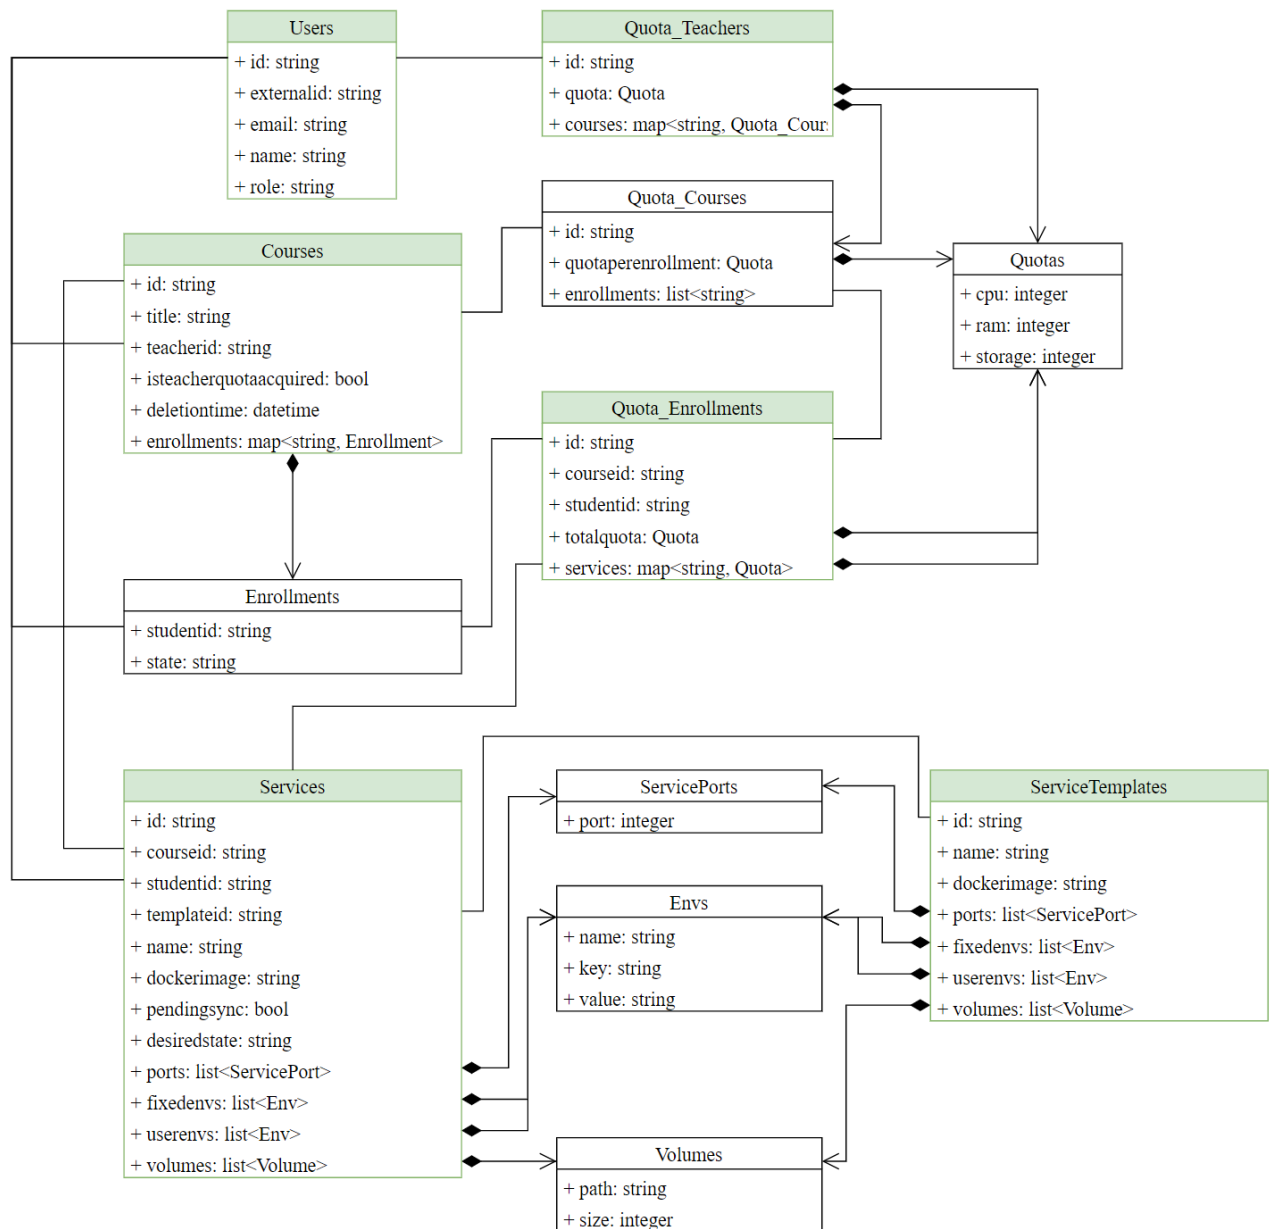 Users
+ id: string
+ externalid: string
+ email: string
+ name: string
+ role: string
Quota_Teachers
+ id: string
+ quota: Quota
+ courses: map<string, Quota_Cour
Quota_Courses
+ id: string
+ quotaperenrollment: Quota
+ enrollments: list<string>
Quotas
+ cpu: integer
+ ram: integer
+ storage: integer
Courses
+ id: string
+ title: string
+ teacherid: string
+ isteacherquotaacquired: bool
+ deletiontime: datetime
+ enrollments: map<string, Enrollment>
Quota_Enrollments
+ id: string
+ courseid: string
+ studentid: string
+ totalquota: Quota
+ services: map<string, Quota>
Enrollments
+ studentid: string
+ state: string
Services
+ id: string
+ courseid: string
+ studentid: string
+ templateid: string
+ name: string
+ dockerimage: string
+ pendingsync: bool
+ desiredstate: string
+ ports: list<ServicePort>
+ fixedenvs: list<Env>
+ userenvs: list<Env>
+ volumes: list<Volume>
ServicePorts
+ port: integer
Envs
+ name: string
+ key: string
+ value: string
Volumes
+ path: string
+ size: integer
ServiceTemplates
+ id: string
+ name: string
+ dockerimage: string
+ ports: list<ServicePort>
+ fixedenvs: list<Env>
+ userenvs: list<Env>
+ volumes: list<Volume>